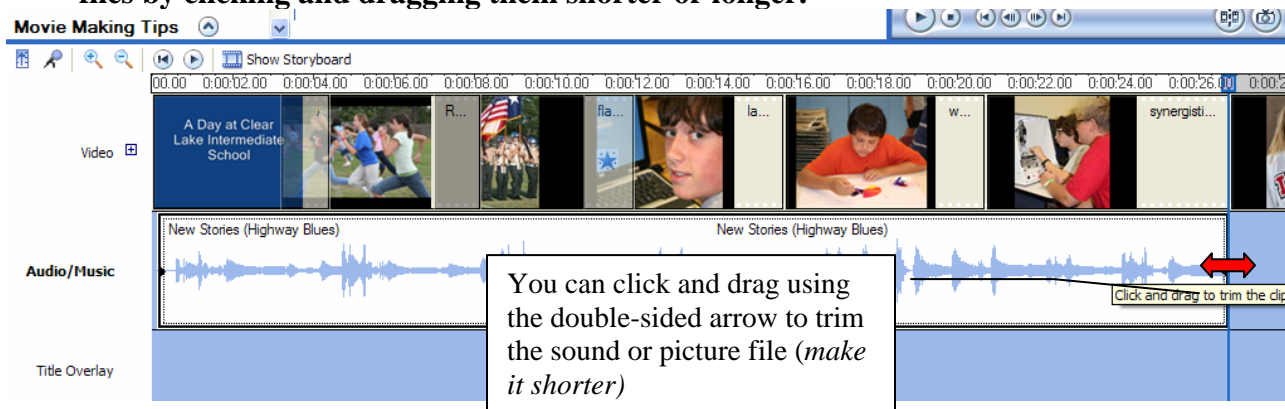 files by clicking and dragging them shorter or longer.
Movie Making Tips
Show Storyboard
00.00 0:00:02.00 0:00:04.00 0:00:06.00 0:00:08.00 0:00:10.00 0:00:12.00 0:00:14.00 0:00:16.00 0:00:18.00 0:00:20.00 0:00:22.00 0:00:24.00 0:00:26.00
Video
A Day at Clear
Lake Intermediate
School
R...
fla...
la...
w...
synergisti...
Audio/Music
New Stories (Highway Blues) New Stories (Highway Blues)
Click and drag to trim the clip
You can click and drag using
the double-sided arrow to trim
the sound or picture file (make
it shorter)
Title Overlay